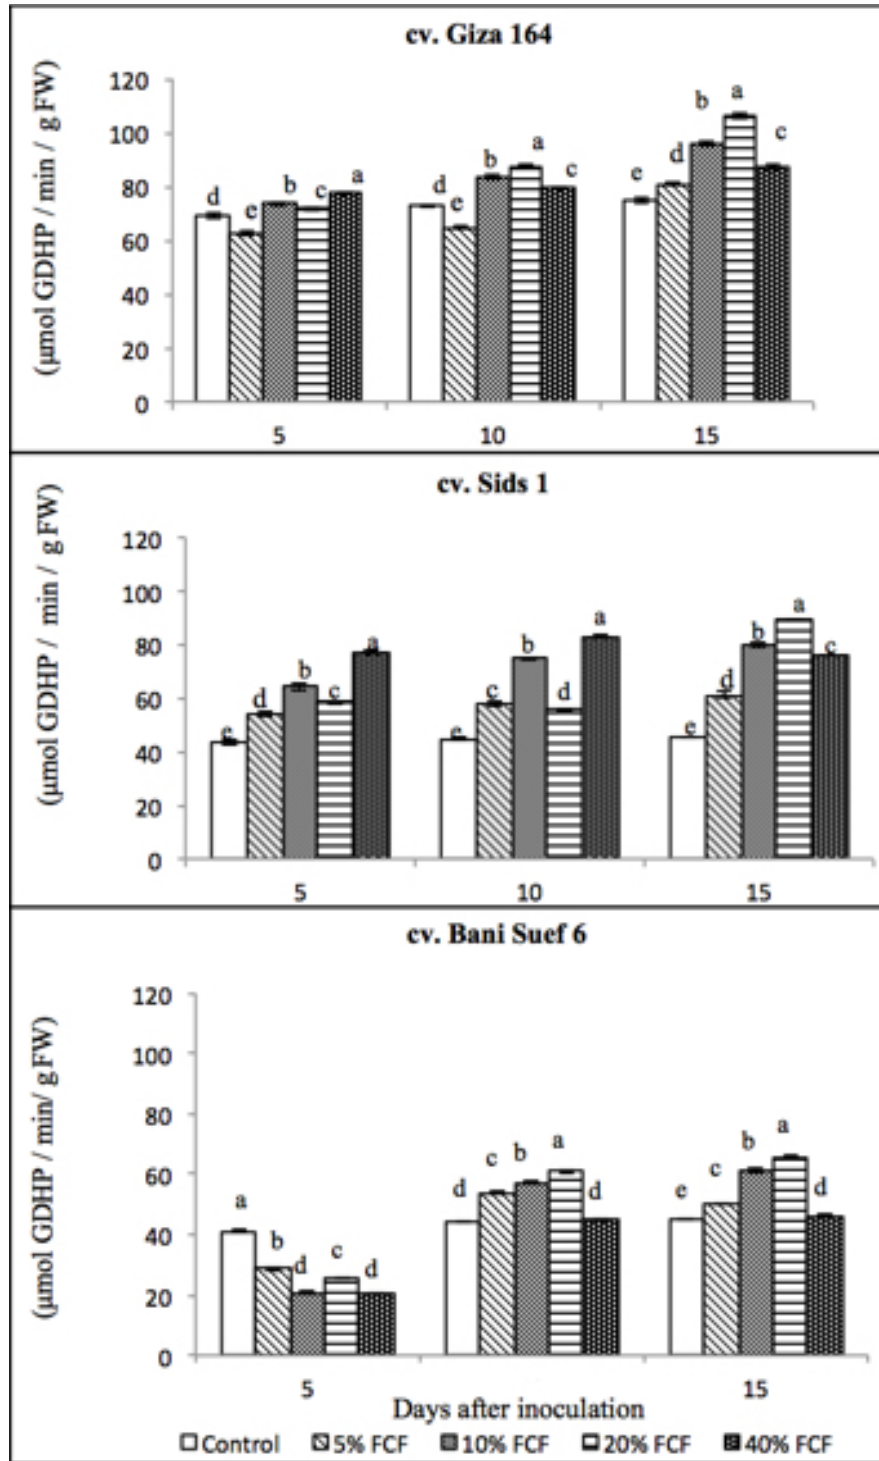 cv. Giza 164
(µmol GDHP / min / g FW)
120
100
80
60
40
20
0
d e b c a
d e b a c
e d b a c
5 10 15
cv. Sids 1
(µmol GDHP / min / g FW)
120
100
80
60
40
20
0
e d b c a
e c b d a
e d b a c
5 10 15
cv. Bani Suef 6
(µmol GDHP / min/ g FW)
120
100
80
60
40
20
0
a b d c d
d c b a d
e c b a d
5 15
Days after inoculation
Control 5% FCF 10% FCF 20% FCF 40% FCF